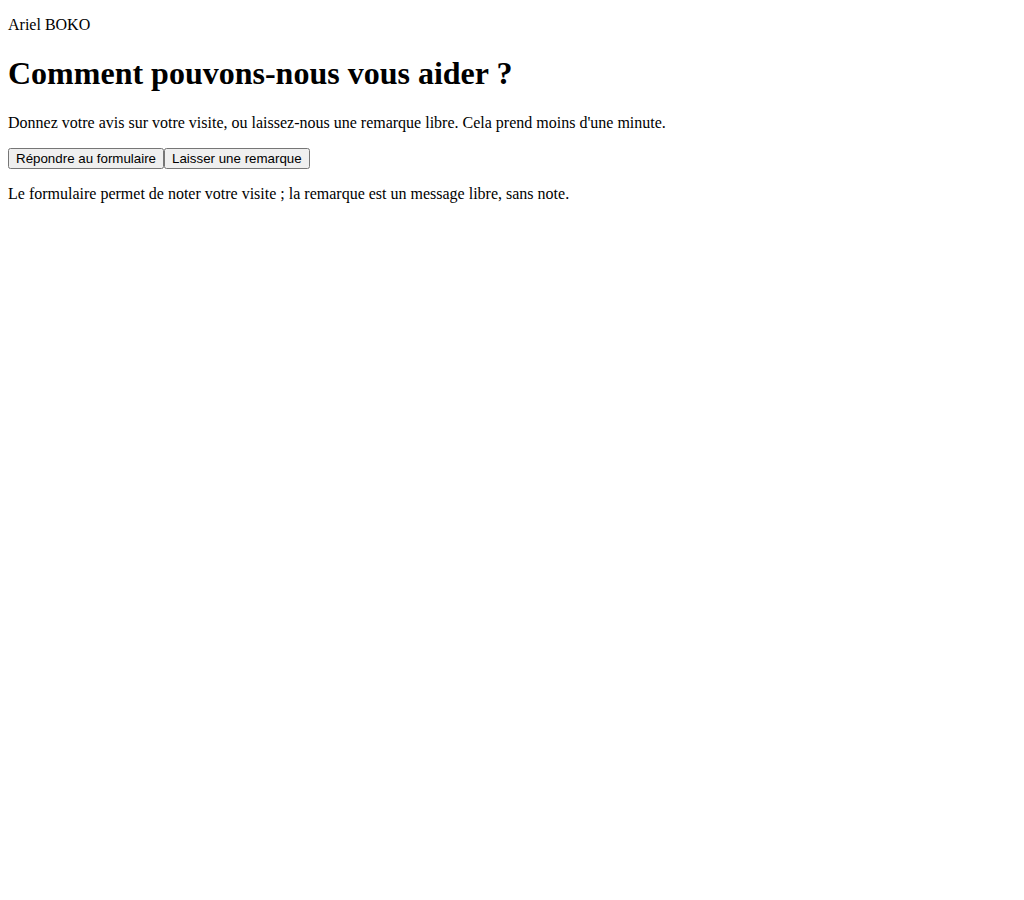 Ariel BOKO
Comment pouvons-nous vous aider ?
Donnez votre avis sur votre visite, ou laissez-nous une remarque libre. Cela prend moins d'une minute.
Répondre au formulaire Laisser une remarque
Le formulaire permet de noter votre visite ; la remarque est un message libre, sans note.